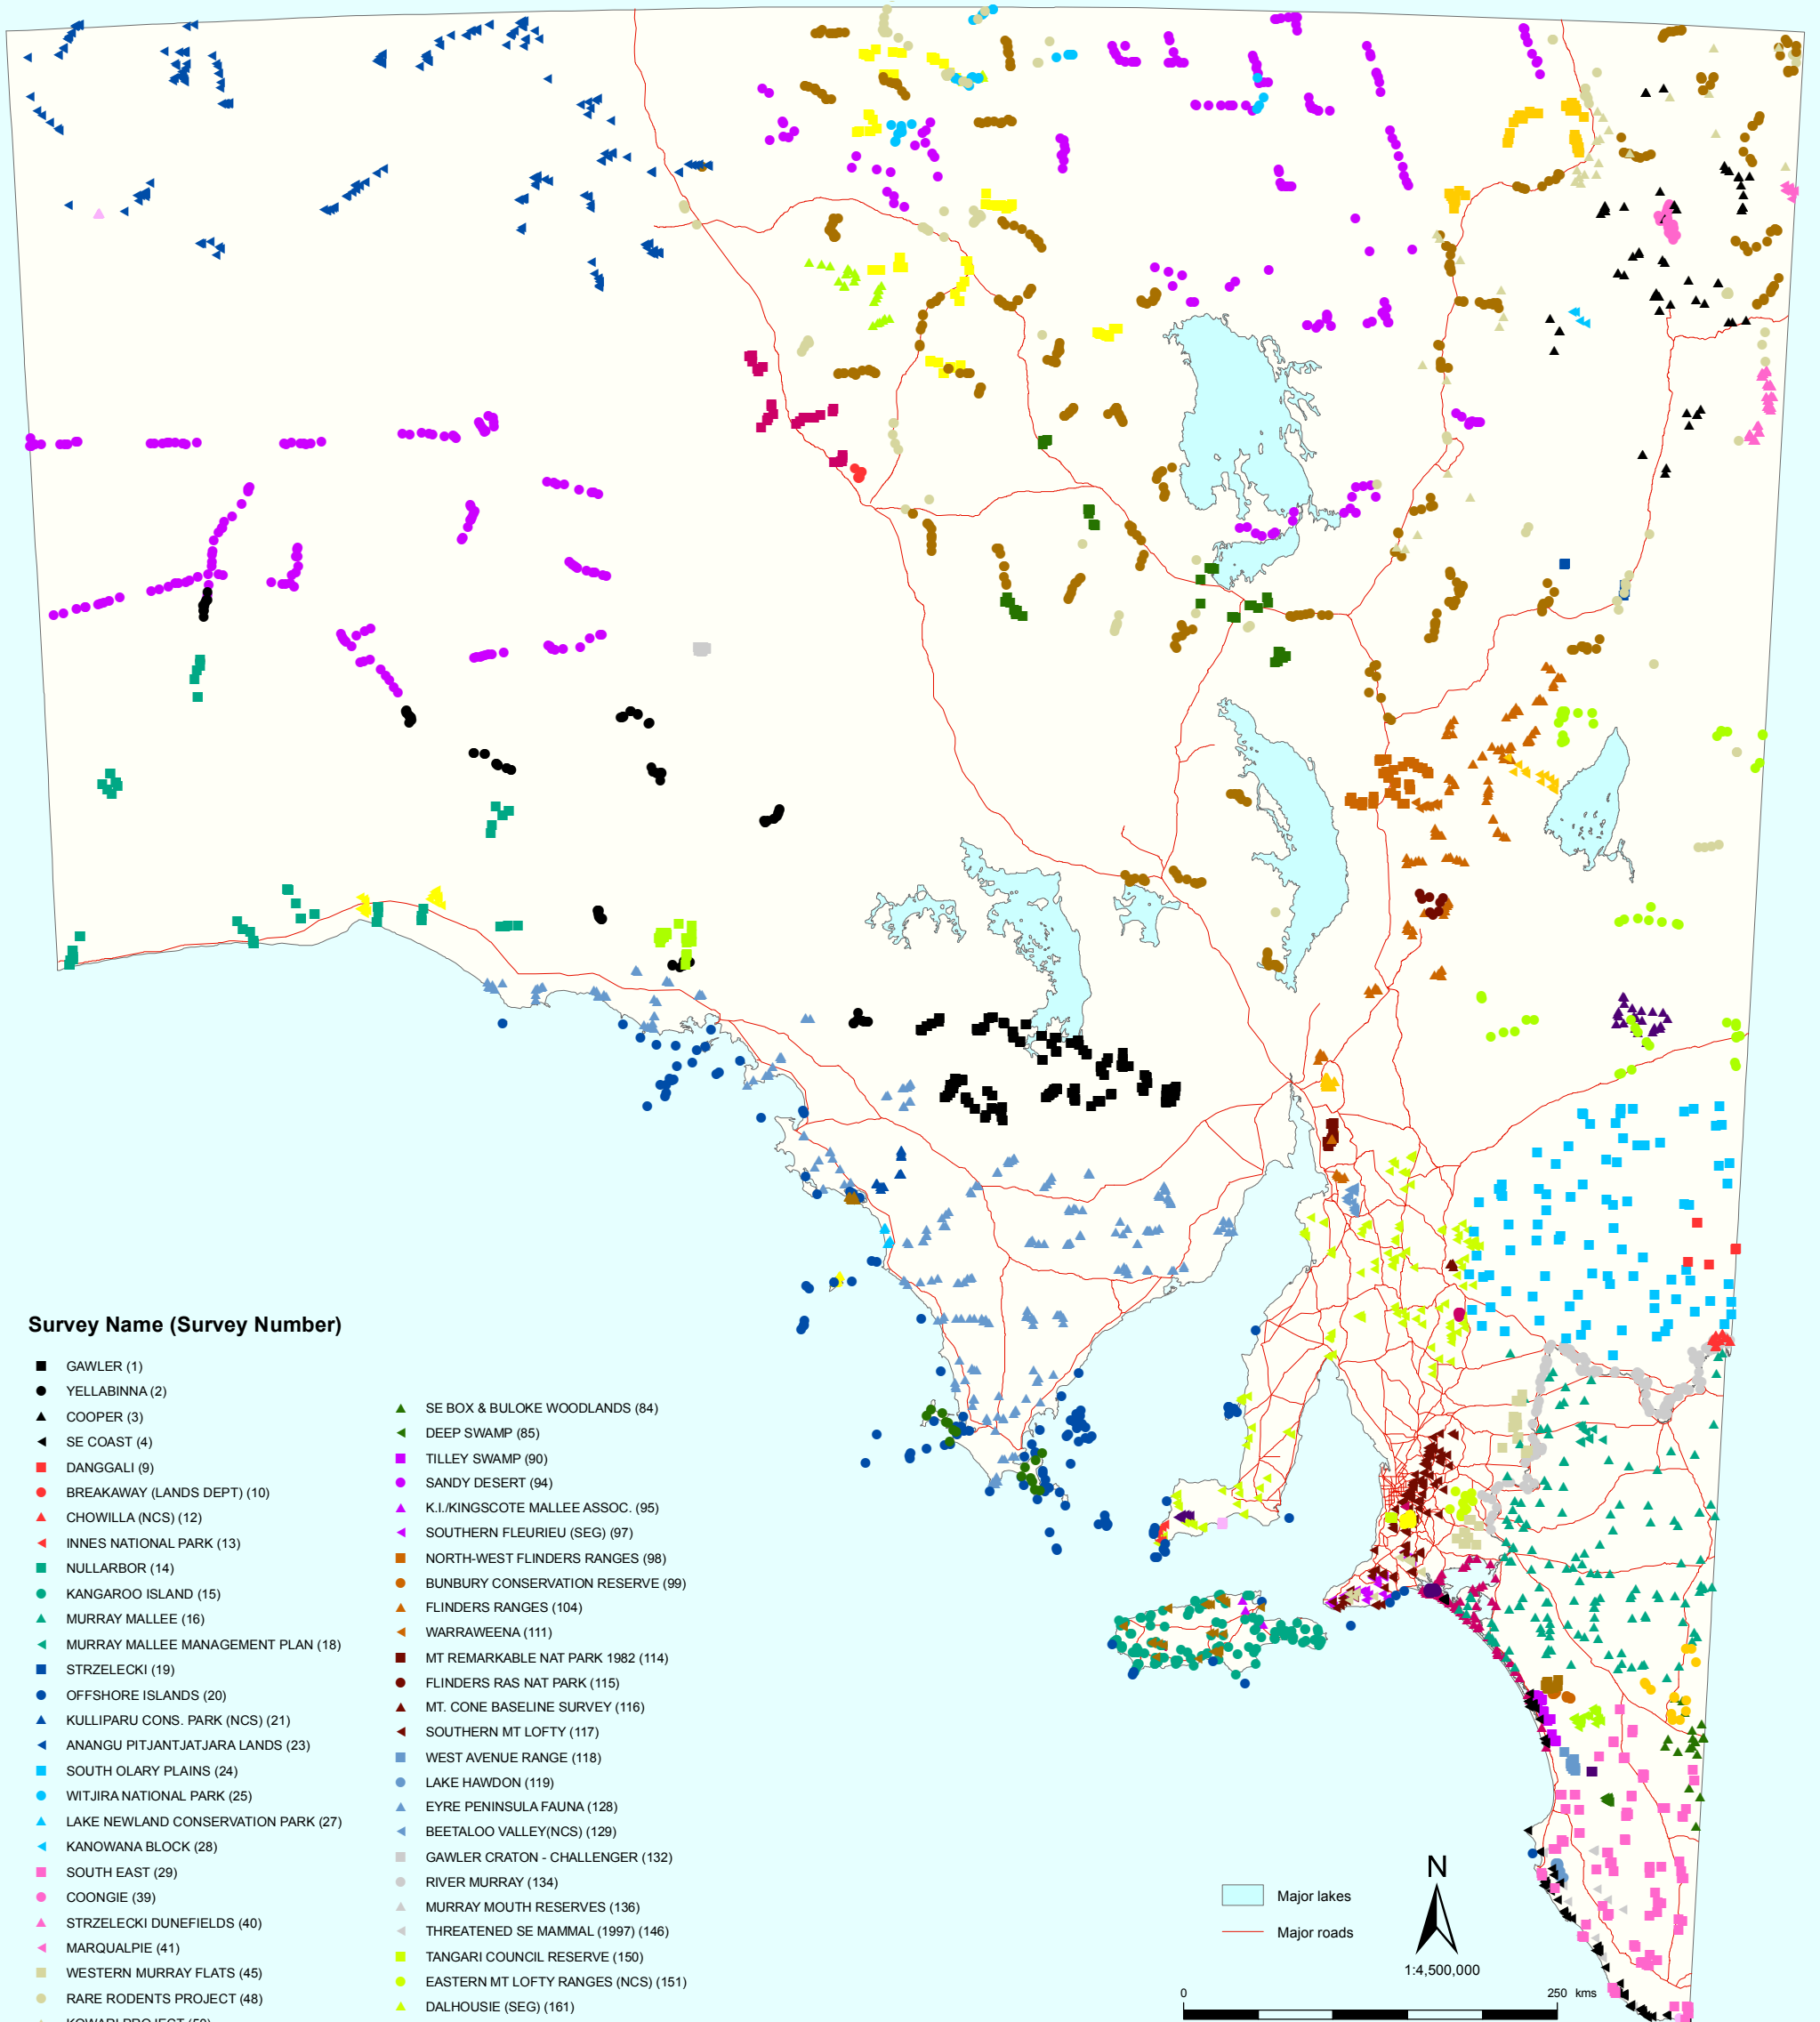 Survey Name (Survey Number)
GAWLER (1)
YELLABINNA (2)
COOPER (3)
SE COAST (4)
DANGGALI (9)
BREAKAWAY (LANDS DEPT) (10)
CHOWILLA (NCS) (12)
INNES NATIONAL PARK (13)
NULLARBOR (14)
KANGAROO ISLAND (15)
MURRAY MALLEE (16)
MURRAY MALLEE MANAGEMENT PLAN (18)
STRZELECKI (19)
OFFSHORE ISLANDS (20)
KULLIPARU CONS. PARK (NCS) (21)
ANANGU PITJANTJATJARA LANDS (23)
SOUTH OLARY PLAINS (24)
WITJIRA NATIONAL PARK (25)
LAKE NEWLAND CONSERVATION PARK (27)
KANOWANA BLOCK (28)
SOUTH EAST (29)
COONGIE (39)
STRZELECKI DUNEFIELDS (40)
MARQUALPIE (41)
WESTERN MURRAY FLATS (45)
RARE RODENTS PROJECT (48)
KOWARI PROJECT (50)
SE BOX & BULOKE WOODLANDS (84)
DEEP SWAMP (85)
TILLEY SWAMP (90)
SANDY DESERT (94)
K.I./KINGSCOTE MALLEE ASSOC. (95)
SOUTHERN FLEURIEU (SEG) (97)
NORTH-WEST FLINDERS RANGES (98)
BUNBURY CONSERVATION RESERVE (99)
FLINDERS RANGES (104)
WARRAWEENA (111)
MT REMARKABLE NAT PARK 1982 (114)
FLINDERS RAS NAT PARK (115)
MT. CONE BASELINE SURVEY (116)
SOUTHERN MT LOFTY (117)
WEST AVENUE RANGE (118)
LAKE HAWDON (119)
EYRE PENINSULA FAUNA (128)
BEETALOO VALLEY(NCS) (129)
GAWLER CRATON - CHALLENGER (132)
RIVER MURRAY (134)
MURRAY MOUTH RESERVES (136)
THREATENED SE MAMMAL (1997) (146)
TANGARI COUNCIL RESERVE (150)
EASTERN MT LOFTY RANGES (NCS) (151)
DALHOUSIE (SEG) (161)
Major lakes
Major roads
N
1:4,500,000
0 250 kms